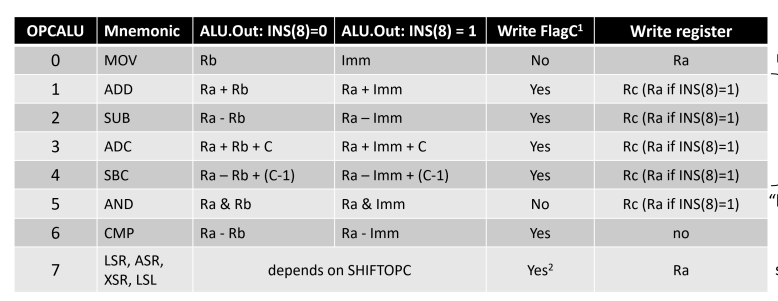 OPCALU Mnemonic ALU.Out: INS(8)=0 ALU.Out: INS(8) = 1 Write FlagC¹ Write register
0 MOV Rb Imm No Ra
1 ADD Ra + Rb Ra + Imm Yes Rc (Ra if INS(8)=1)
2 SUB Ra - Rb Ra – Imm Yes Rc (Ra if INS(8)=1)
3 ADC Ra + Rb + C Ra + Imm + C Yes Rc (Ra if INS(8)=1)
4 SBC Ra – Rb + (C-1) Ra – Imm + (C-1) Yes Rc (Ra if INS(8)=1)
5 AND Ra & Rb Ra & Imm No Rc (Ra if INS(8)=1)
6 CMP Ra - Rb Ra - Imm Yes no
7 LSR, ASR, depends on SHIFTOPC Yes² Ra
XSR, LSL